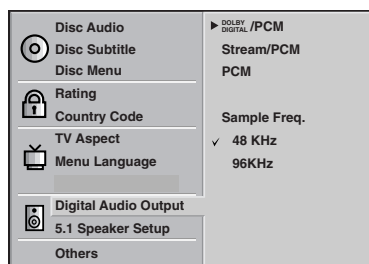 Disc Audio
Disc Subtitle
Disc Menu
Rating
Country Code
TV Aspect
Menu Language
Digital Audio Output
5.1 Speaker Setup
Others
DOLBY DIGITAL /PCM
Stream/PCM
PCM
Sample Freq.
48 KHz
96KHz